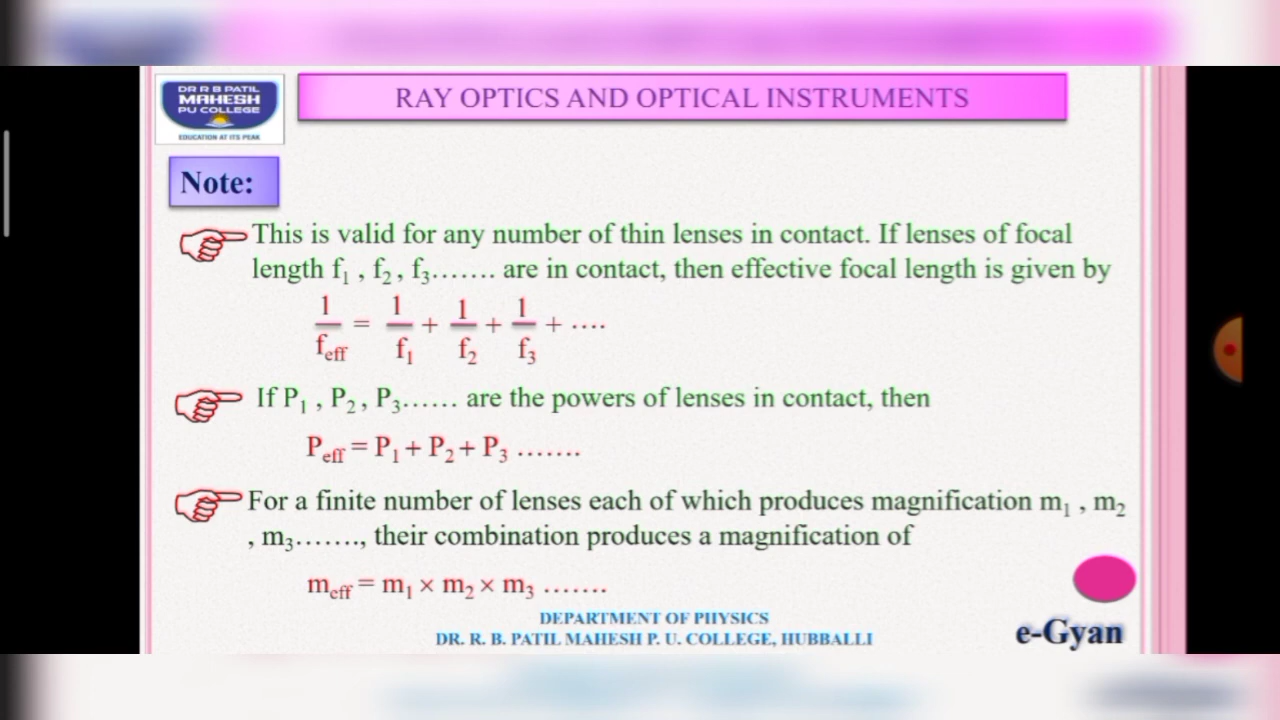 DR R B PATIL
MAHESH
PU COLLEGE
EDUCATION AT ITS PEAK
RAY OPTICS AND OPTICAL INSTRUMENTS
Note:
This is valid for any number of thin lenses in contact. If lenses of focal
length f₁ , f₂ , f₃....... are in contact, then effective focal length is given by
1/f_eff = 1/f₁ + 1/f₂ + 1/f₃ + ....
If P₁ , P₂ , P₃...... are the powers of lenses in contact, then
P_eff = P₁ + P₂ + P₃ .......
For a finite number of lenses each of which produces magnification m₁ , m₂
, m₃......., their combination produces a magnification of
m_eff = m₁ × m₂ × m₃ .......
DEPARTMENT OF PHYSICS
DR. R. B. PATIL MAHESH P. U. COLLEGE, HUBBALLI
e-Gyan